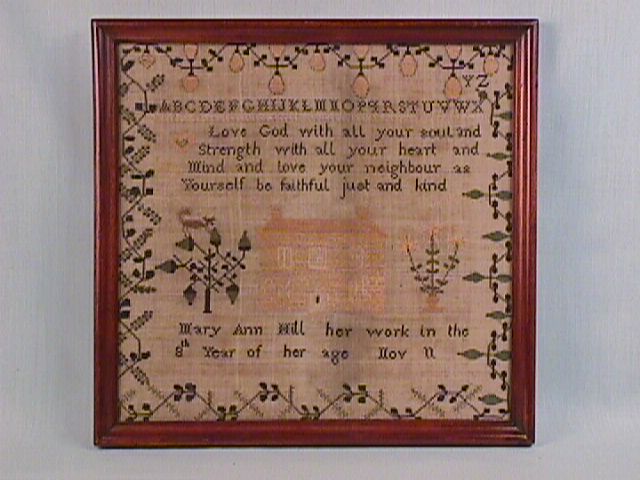 YZ
ABCDEFGHIJKLMNOPQRSTUVWX
Love God with all your soul and
Strength with all your heart and
Mind and love your neighbour as
Yourself be faithful just and kind
Mary Ann Hill her work in the
8th Year of her age Nov 11